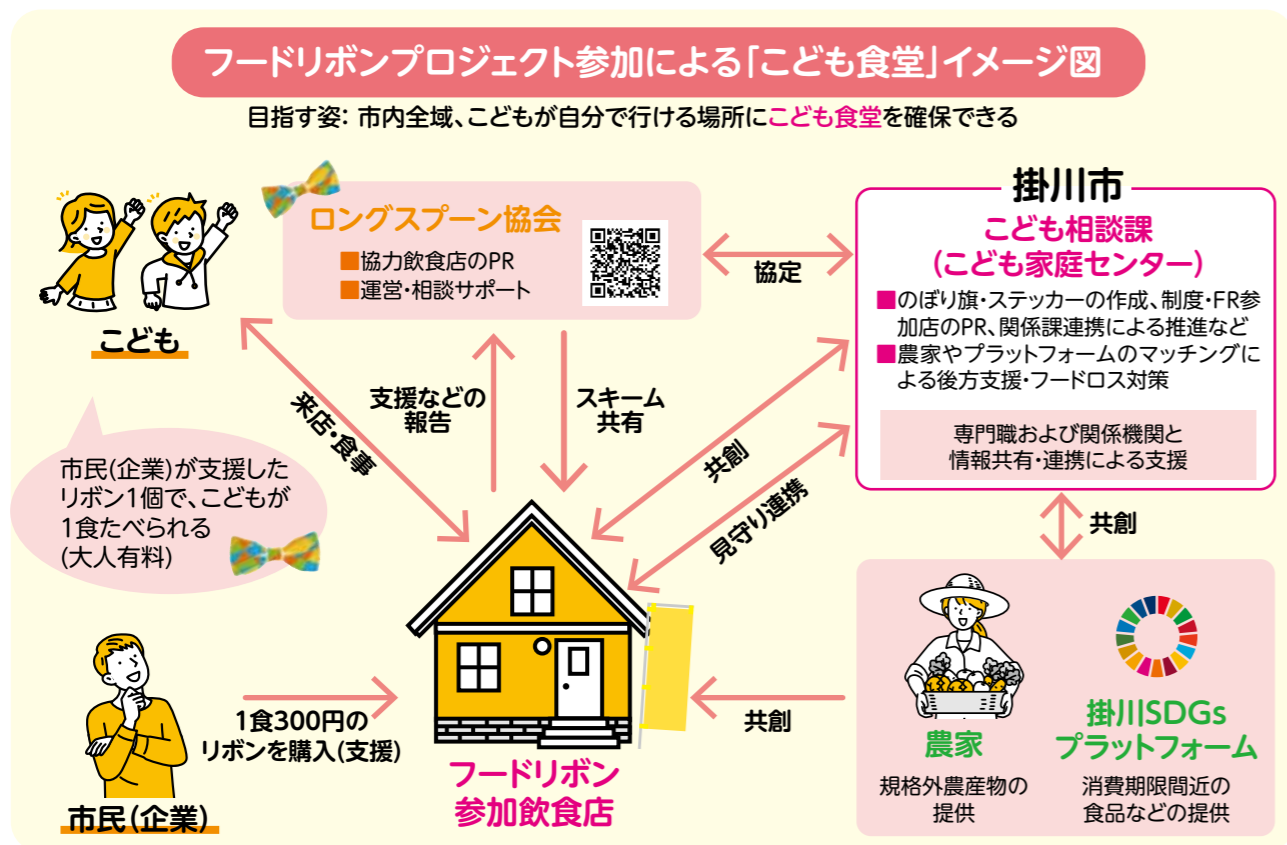 フードリボンプロジェクト参加による「こども食堂」イメージ図
目指す姿: 市内全域、こどもが自分で行ける場所にこども食堂を確保できる
こども
ロングスプーン協会
■協力飲食店のPR
■運営・相談サポート
協定
掛川市
こども相談課
(こども家庭センター)
■のぼり旗・ステッカーの作成、制度・FR参
加店のPR、関係課連携による推進など
■農家やプラットフォームのマッチングに
よる後方支援・フードロス対策
専門職および関係機関と
情報共有・連携による支援
来店・食事
支援などの
報告
スキーム
共有
共創
見守り連携
共創
市民(企業)が支援した
リボン1個で、こどもが
1食たべられる
(大人有料)
市民(企業)
1食300円の
リボンを購入(支援)
フードリボン
参加飲食店
共創
農家
規格外農産物の
提供
掛川SDGs
プラットフォーム
消費期限間近の
食品などの提供